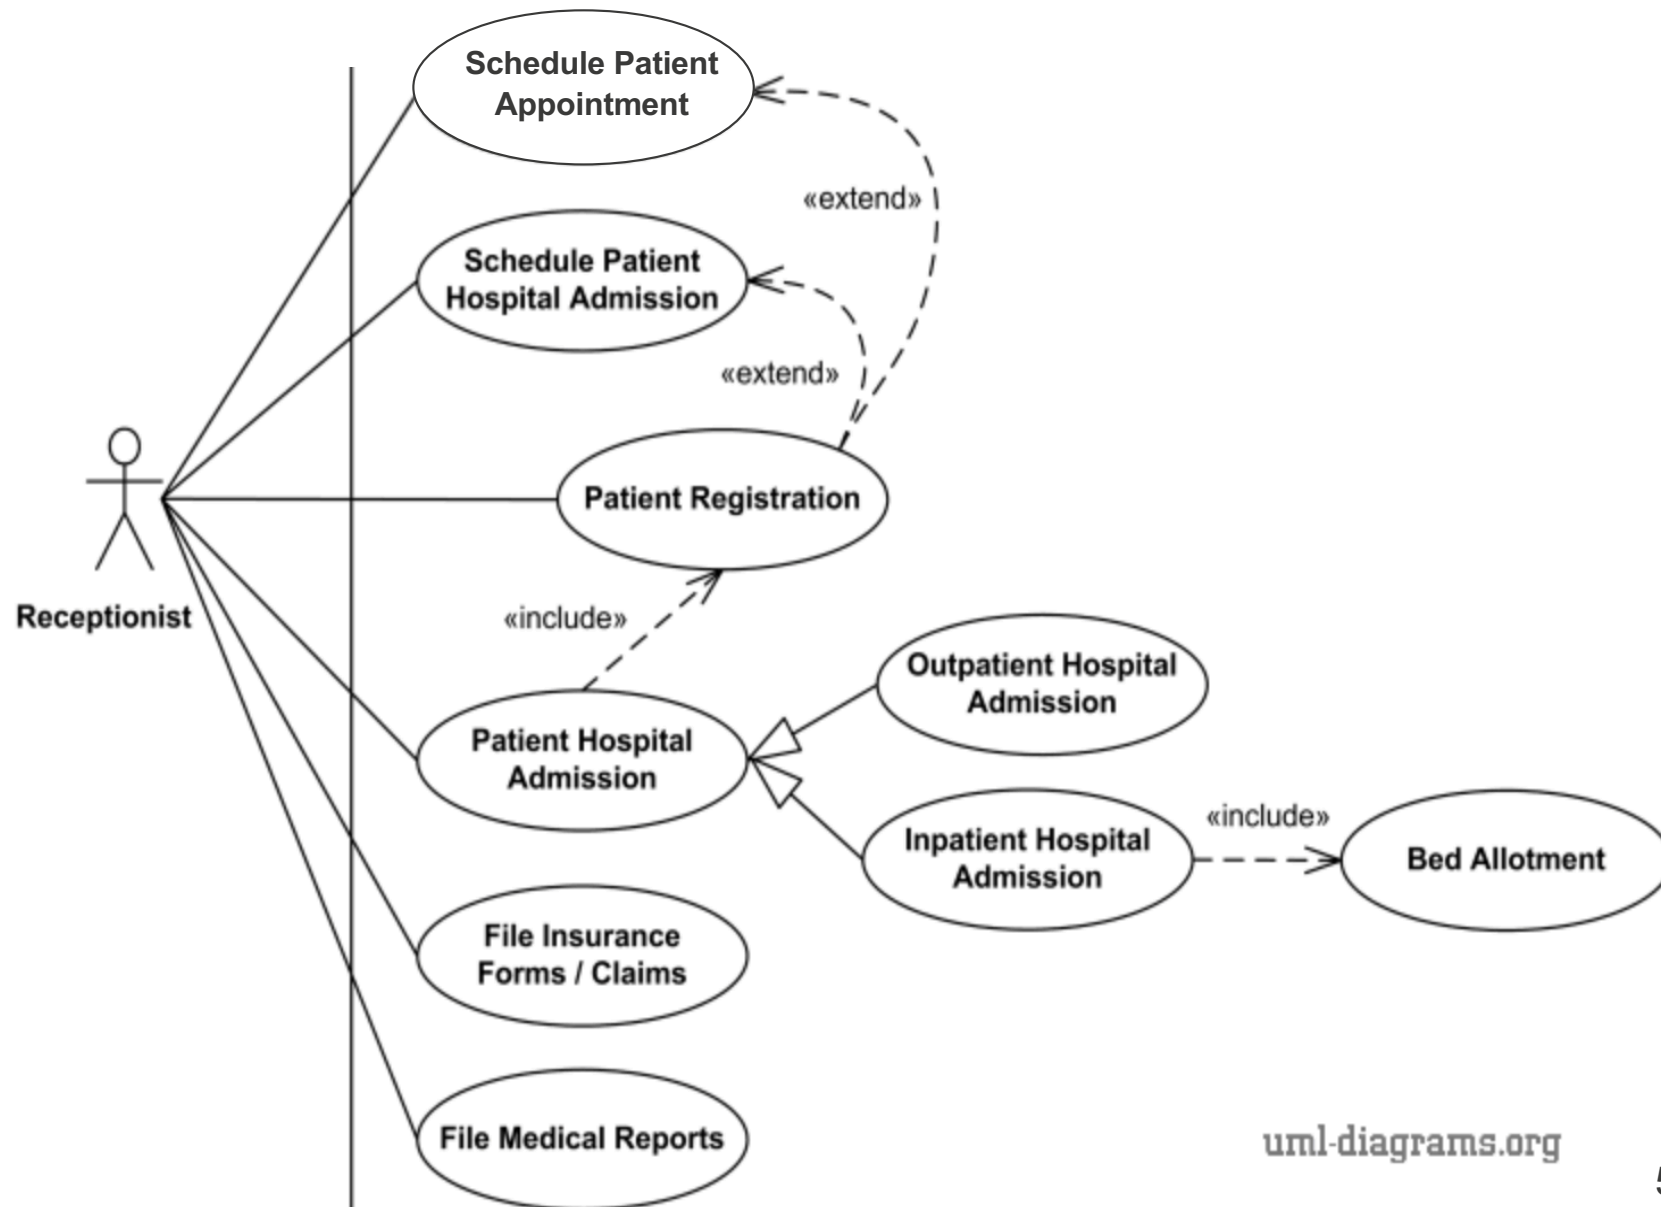 Schedule Patient
Appointment
«extend»
Schedule Patient
Hospital Admission
«extend»
Patient Registration
Receptionist
«include»
Outpatient Hospital
Admission
Patient Hospital
Admission
Inpatient Hospital
Admission
«include»
Bed Allotment
File Insurance
Forms / Claims
File Medical Reports
uml-diagrams.org